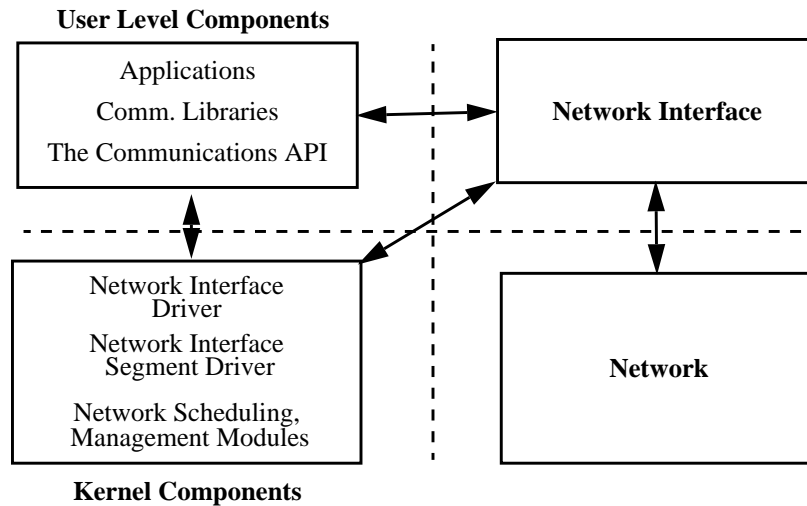 User Level Components
Applications
Comm. Libraries
The Communications API
Network Interface
Network Interface
Driver
Network Interface
Segment Driver
Network Scheduling,
Management Modules
Network
Kernel Components